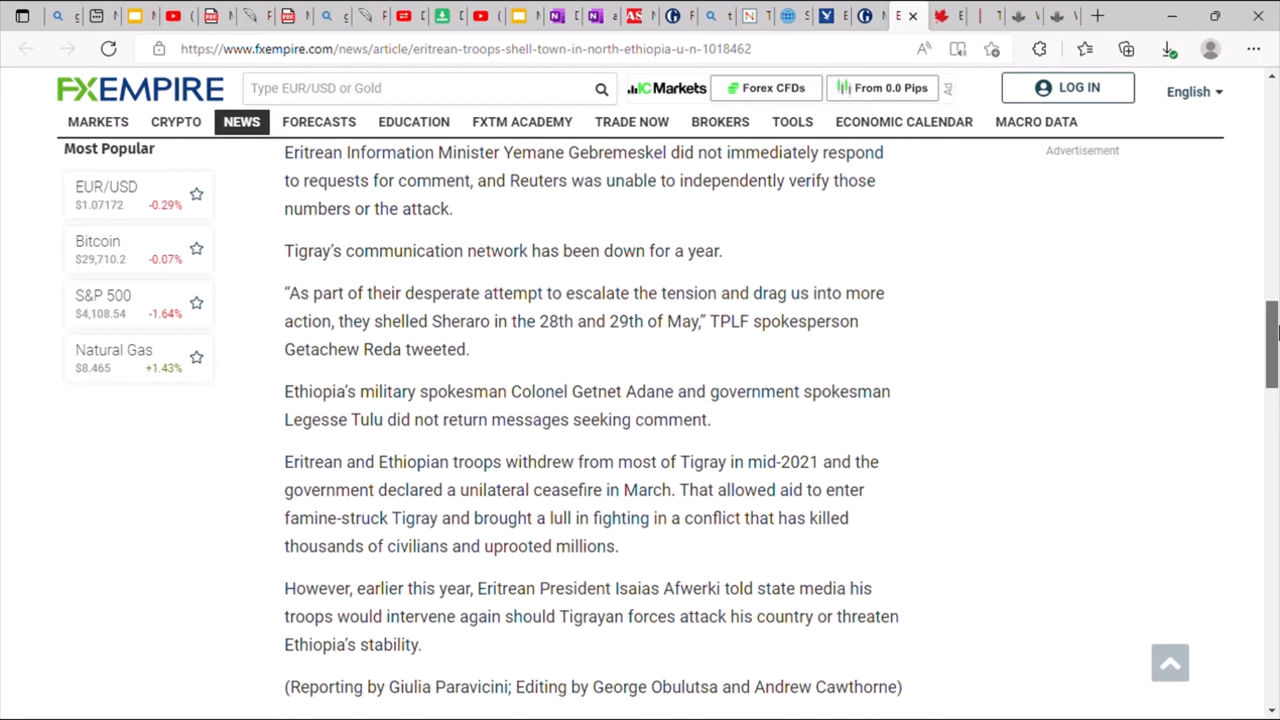 https://www.fxempire.com/news/article/eritrean-troops-shell-town-in-north-ethiopia-u-n-1018462
FXEMPIRE
Type EUR/USD or Gold
IC Markets
Forex CFDs
From 0.0 Pips
AD
LOG IN
English
MARKETS CRYPTO NEWS FORECASTS EDUCATION FXTM ACADEMY TRADE NOW BROKERS TOOLS ECONOMIC CALENDAR MACRO DATA
Most Popular
EUR/USD
$1.07172 -0.29%
Bitcoin
$29,710.2 -0.07%
S&P 500
$4,108.54 -1.64%
Natural Gas
$8.465 +1.43%
Eritrean Information Minister Yemane Gebremeskel did not immediately respond
to requests for comment, and Reuters was unable to independently verify those
numbers or the attack.
Tigray's communication network has been down for a year.
“As part of their desperate attempt to escalate the tension and drag us into more
action, they shelled Sheraro in the 28th and 29th of May,” TPLF spokesperson
Getachew Reda tweeted.
Ethiopia's military spokesman Colonel Getnet Adane and government spokesman
Legesse Tulu did not return messages seeking comment.
Eritrean and Ethiopian troops withdrew from most of Tigray in mid-2021 and the
government declared a unilateral ceasefire in March. That allowed aid to enter
famine-struck Tigray and brought a lull in fighting in a conflict that has killed
thousands of civilians and uprooted millions.
However, earlier this year, Eritrean President Isaias Afwerki told state media his
troops would intervene again should Tigrayan forces attack his country or threaten
Ethiopia's stability.
(Reporting by Giulia Paravicini; Editing by George Obulutsa and Andrew Cawthorne)
Advertisement